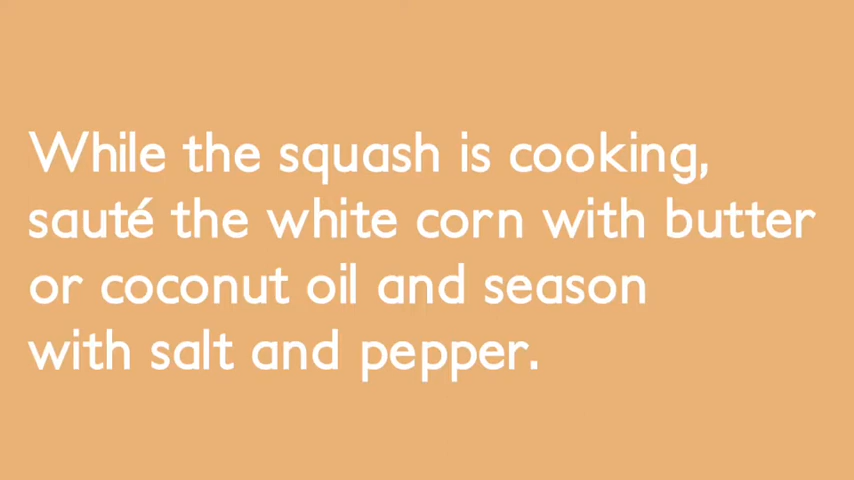 While the squash is cooking,
sauté the white corn with butter
or coconut oil and season
with salt and pepper.